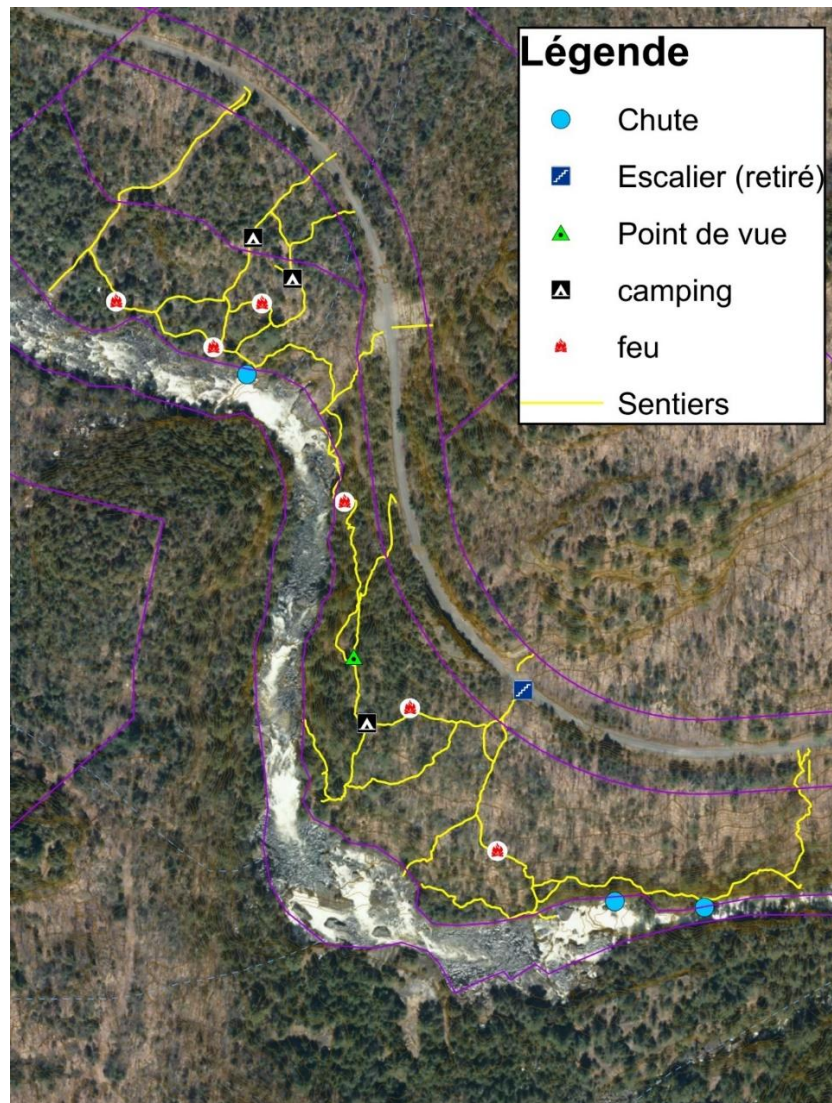 Légende
Chute
Escalier (retiré)
Point de vue
camping
feu
Sentiers